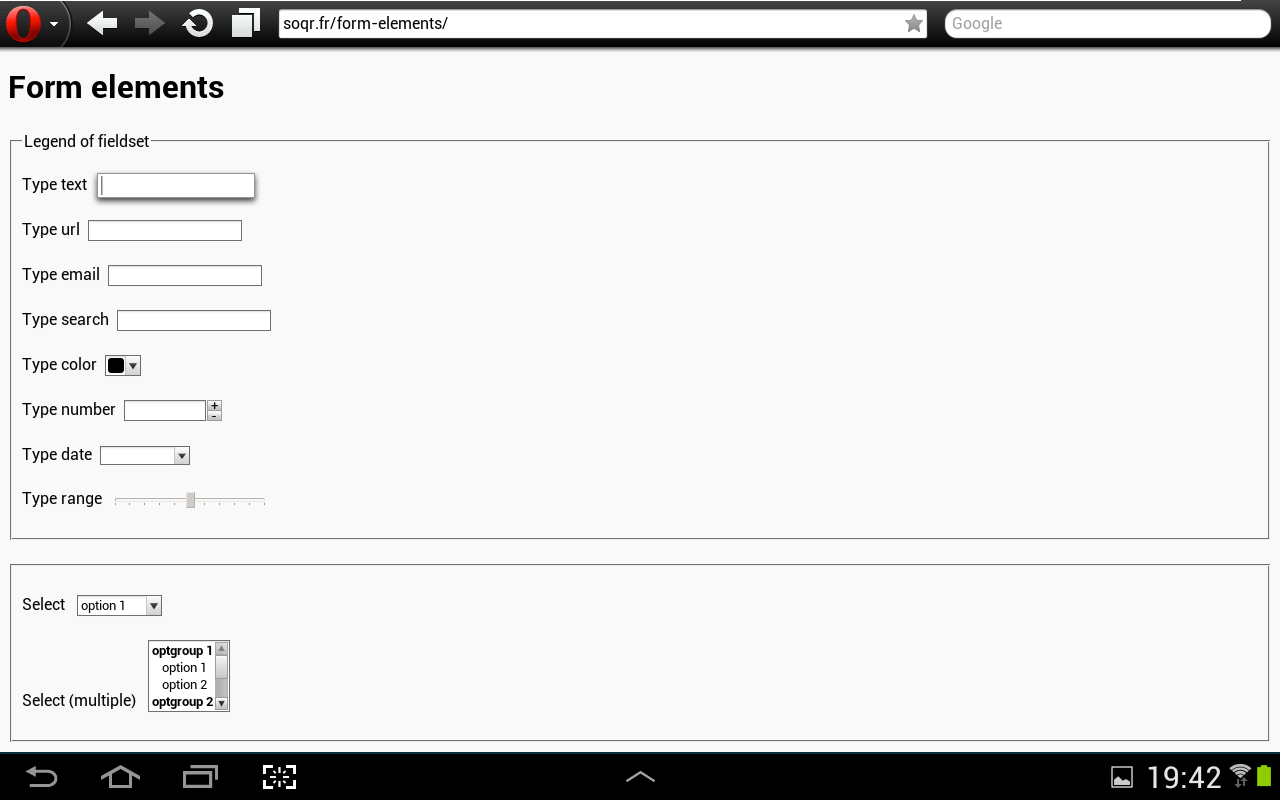 soqr.fr/form-elements/
Google
Form elements
Legend of fieldset
Type text
Type url
Type email
Type search
Type color
Type number
+
-
Type date
Type range
Select option 1
optgroup 1
option 1
option 2
Select (multiple) optgroup 2
19:42